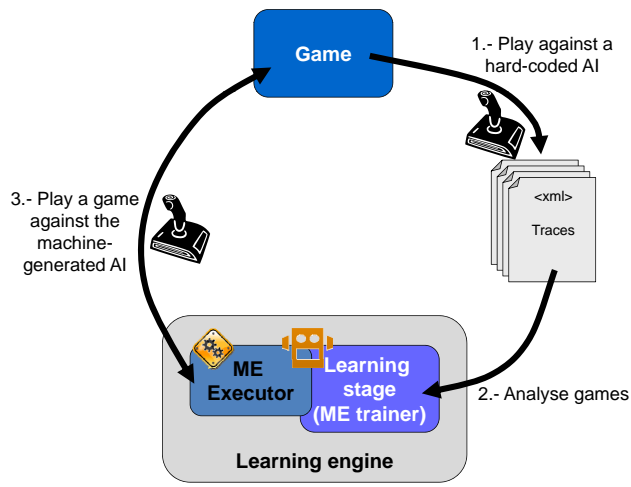 Game
1.- Play against a
hard-coded AI
<xml>
Traces
3.- Play a game
against the
machine-
generated AI
ME
Executor
Learning
stage
(ME trainer)
2.- Analyse games
Learning engine